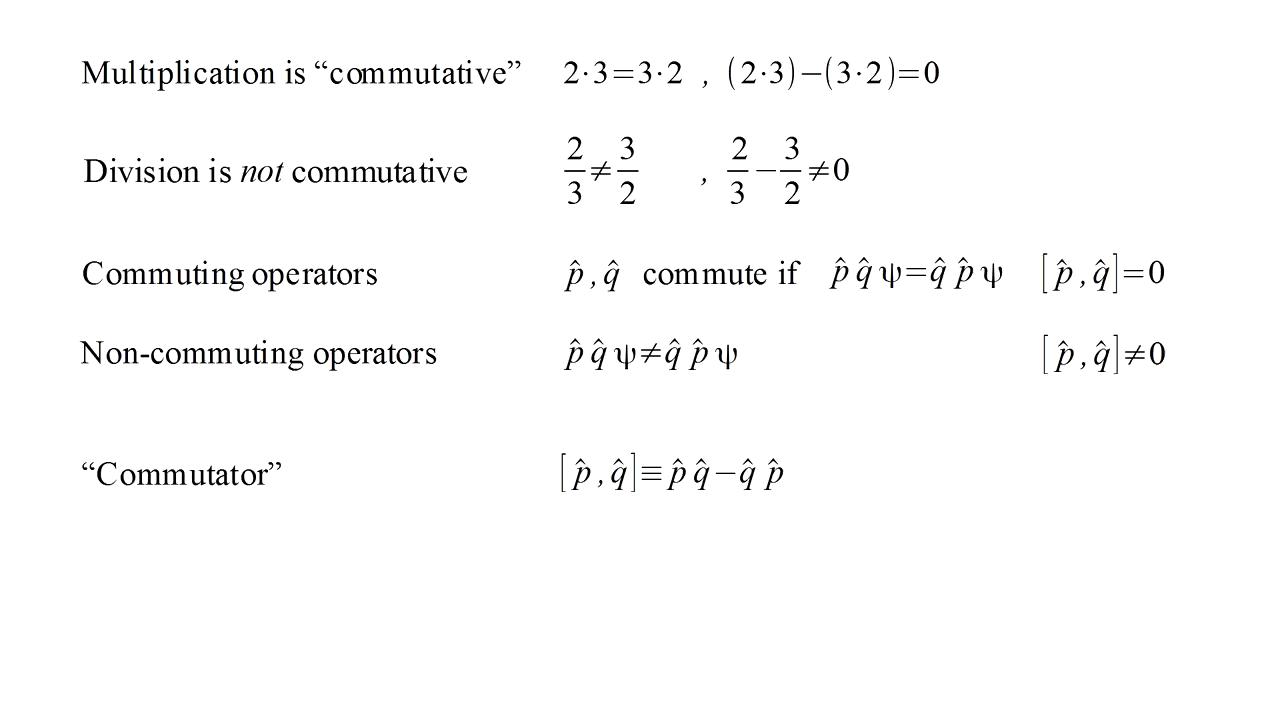 Multiplication is “commutative” 2·3=3·2 , (2·3)−(3·2)=0
Division is not commutative 2/3≠3/2 , 2/3−3/2≠0
Commuting operators p̂ , q̂ commute if p̂ q̂ ψ=q̂ p̂ ψ [ p̂ , q̂ ]=0
Non-commuting operators p̂ q̂ ψ≠q̂ p̂ ψ [ p̂ , q̂ ]≠0
“Commutator” [ p̂ , q̂ ]≡p̂ q̂−q̂ p̂